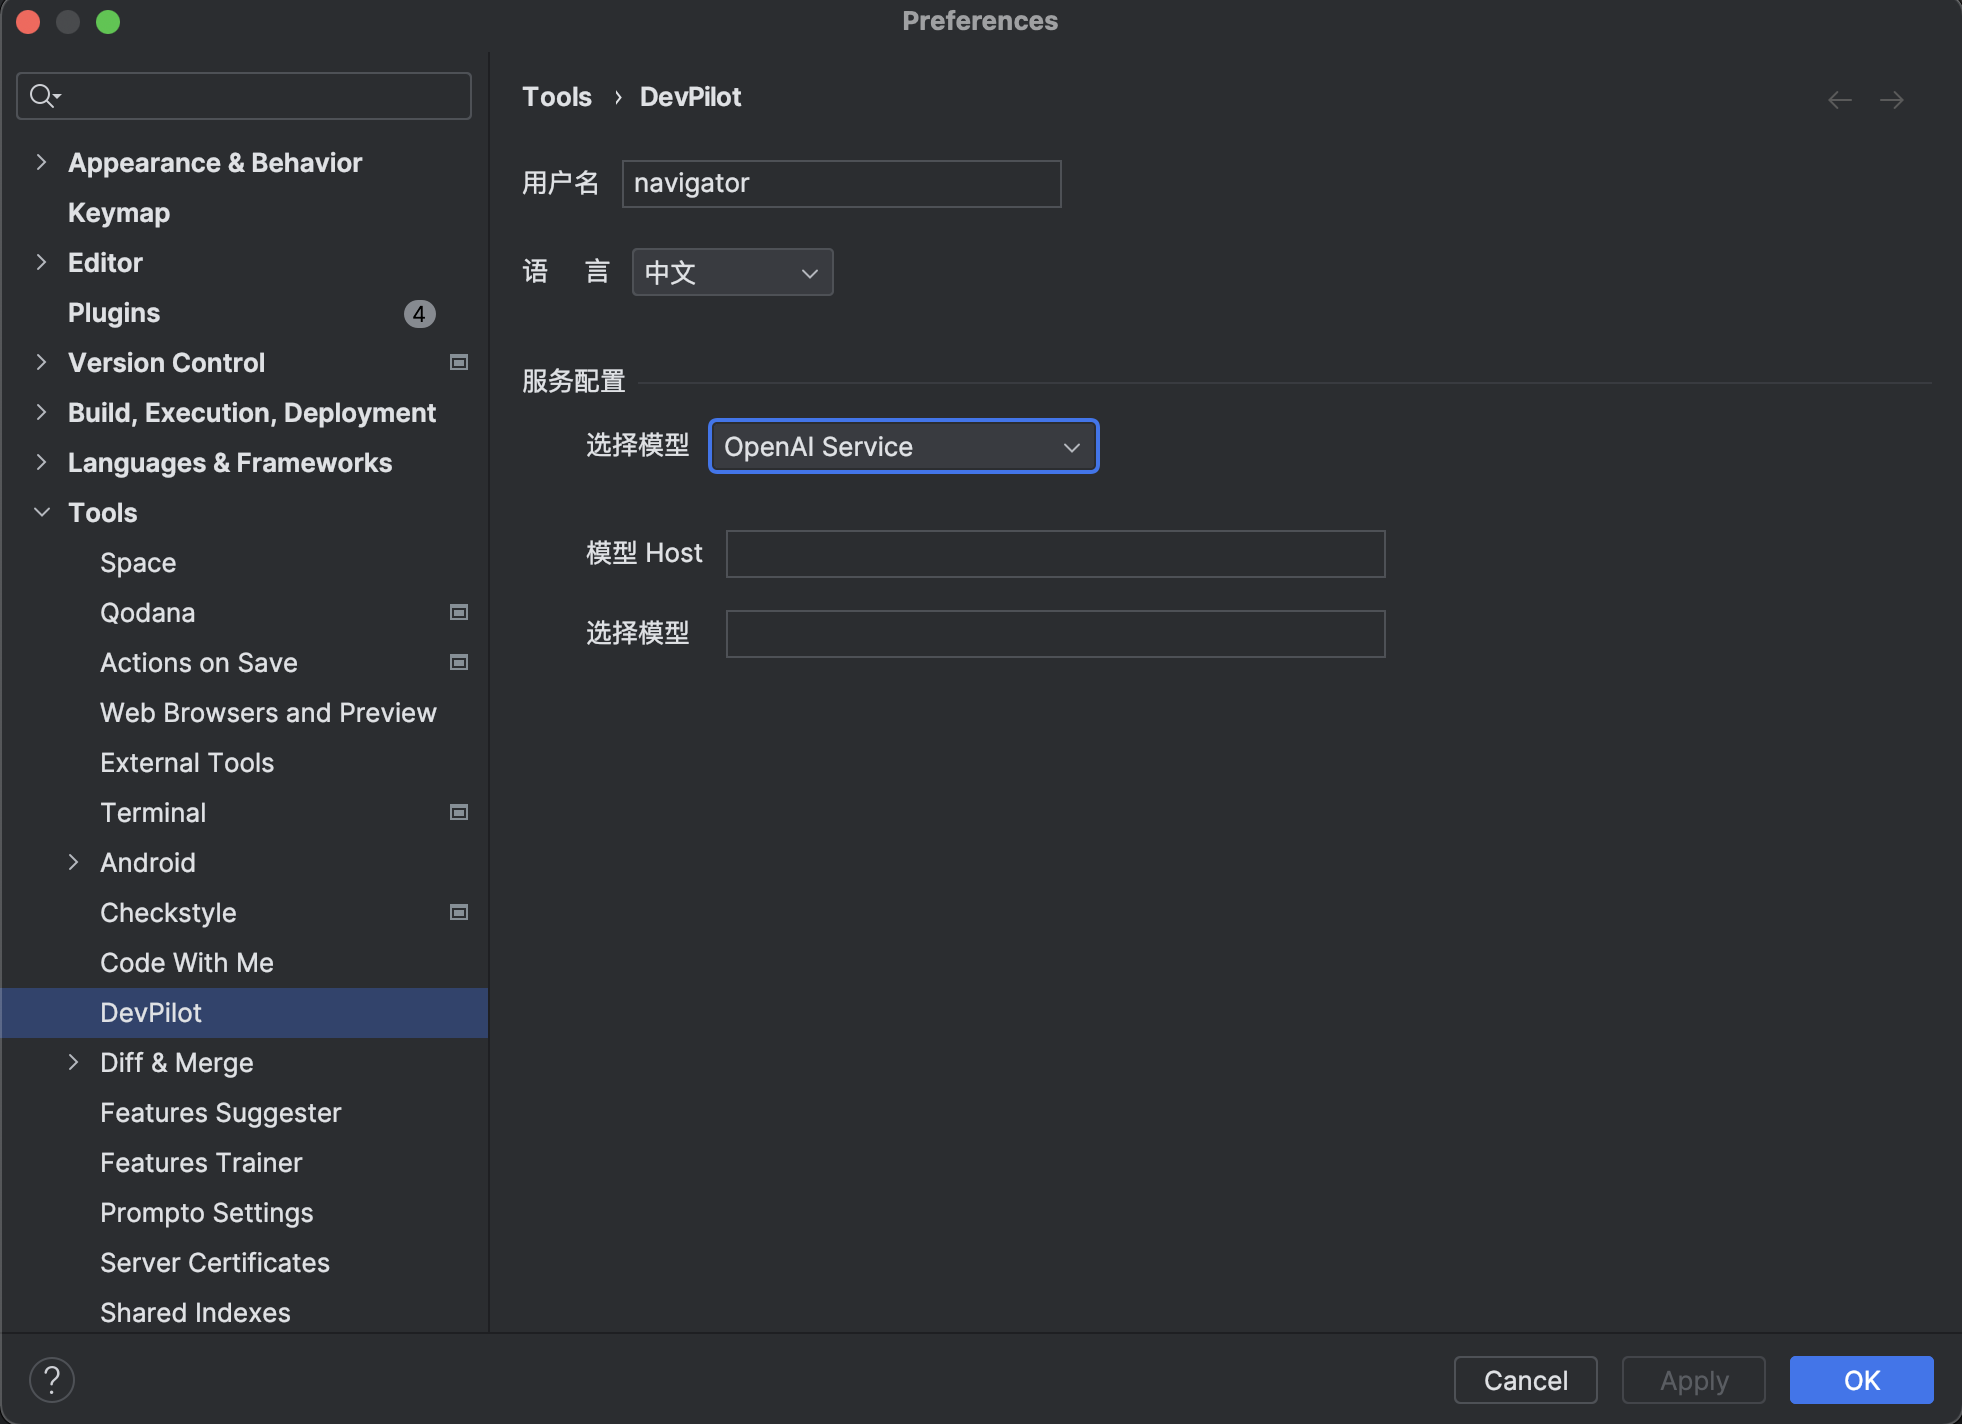 Preferences
Appearance & Behavior
Keymap
Editor
Plugins 4
Version Control
Build, Execution, Deployment
Languages & Frameworks
Tools
Space
Qodana
Actions on Save
Web Browsers and Preview
External Tools
Terminal
Android
Checkstyle
Code With Me
DevPilot
Diff & Merge
Features Suggester
Features Trainer
Prompto Settings
Server Certificates
Shared Indexes
Tools › DevPilot
用户名 navigator
语 言 中文
服务配置
选择模型 OpenAI Service
模型 Host
选择模型
?
Cancel Apply OK